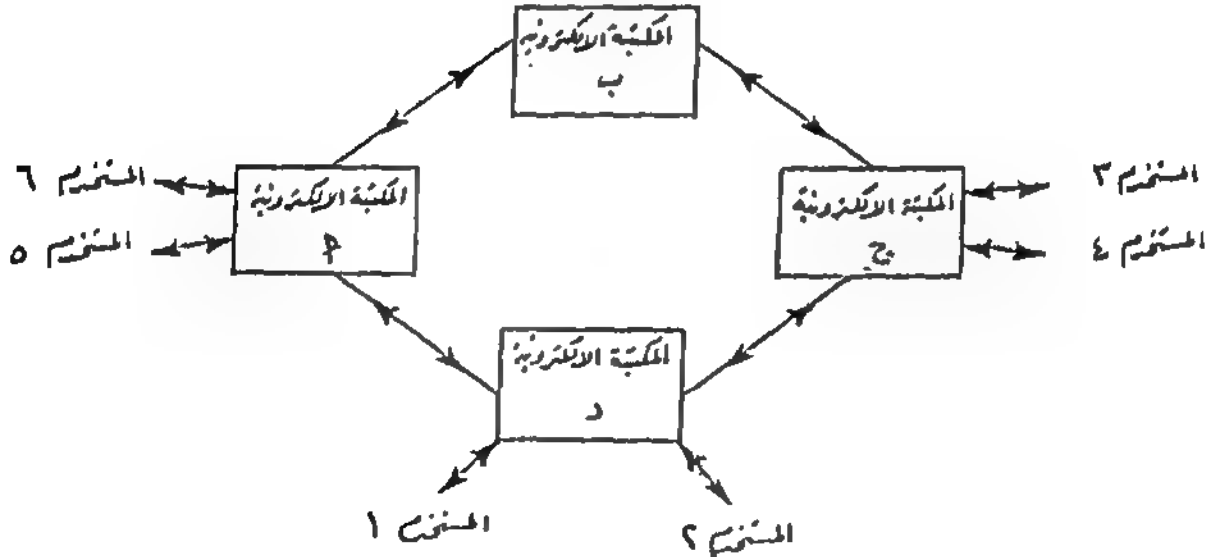 المكتبة الالكترونية
ب
المستخدم ٣
المستخدم ٤
المكتبة الالكترونية
ج
المكتبة الالكترونية
المستخدم ٦
المستخدم ٥
المكتبة الالكترونية
د
المستخدم ٢
المستخدم ١